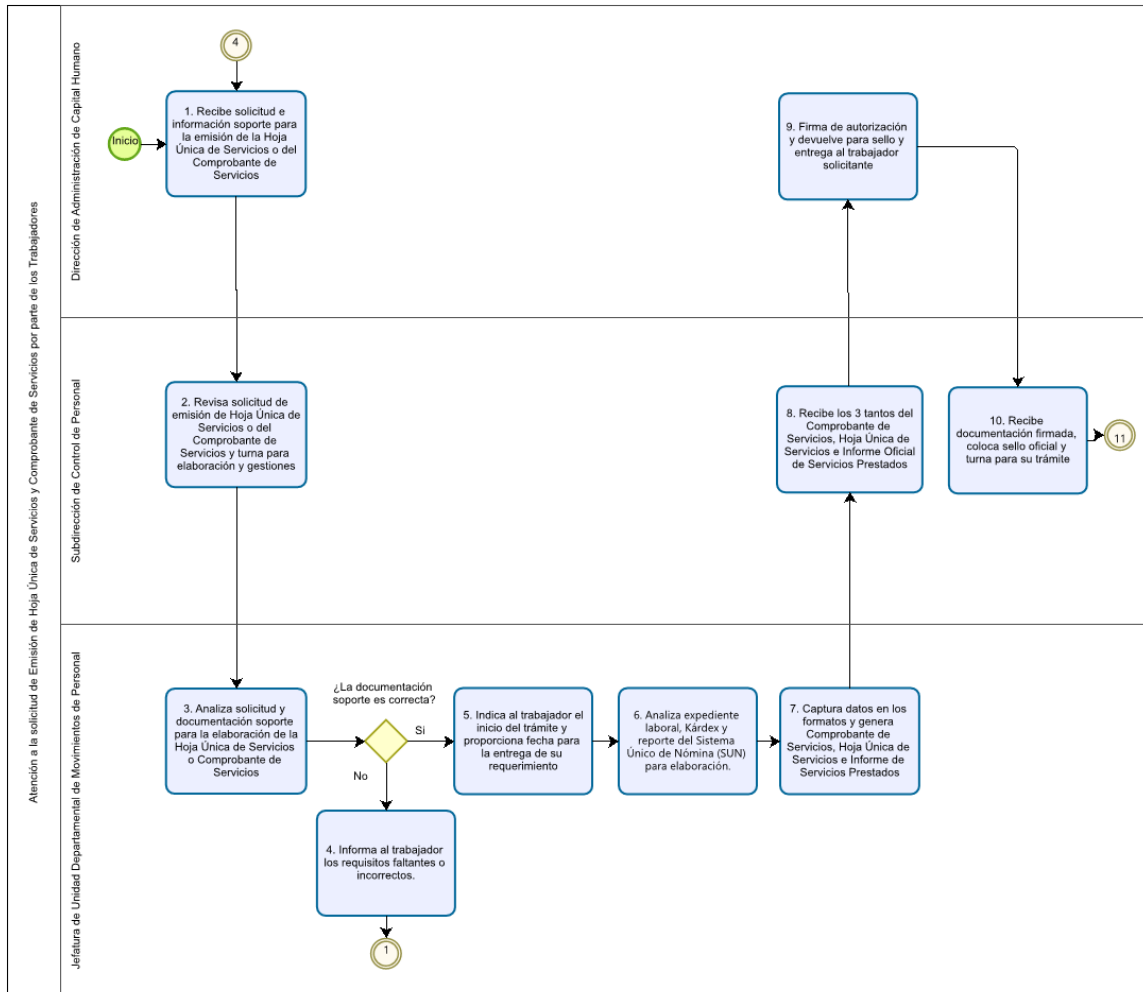 Atención a la solicitud de Emisión de Hoja Única de Servicios y Comprobante de Servicios por parte de los Trabajadores
Dirección de Administración de Capital Humano
4
Inicio
1. Recibe solicitud e
información soporte para
la emisión de la Hoja
Única de Servicios o del
Comprobante de
Servicios
9. Firma de autorización
y devuelve para sello y
entrega al trabajador
solicitante
Subdirección de Control de Personal
2. Revisa solicitud de
emisión de Hoja Única de
Servicios o del
Comprobante de
Servicios y turna para
elaboración y gestiones
8. Recibe los 3 tantos del
Comprobante de
Servicios, Hoja Única de
Servicios e Informe Oficial
de Servicios Prestados
10. Recibe
documentación firmada,
coloca sello oficial y
turna para su trámite
11
Jefatura de Unidad Departamental de Movimientos de Personal
3. Analiza solicitud y
documentación soporte
para la elaboración de la
Hoja Única de Servicios
o Comprobante de
Servicios
¿La documentación
soporte es correcta?
Si
No
4. Informa al trabajador
los requisitos faltantes o
incorrectos.
1
5. Indica al trabajador el
inicio del trámite y
proporciona fecha para
la entrega de su
requerimiento
6. Analiza expediente
laboral, Kárdex y
reporte del Sistema
Único de Nómina (SUN)
para elaboración.
7. Captura datos en los
formatos y genera
Comprobante de
Servicios, Hoja Única de
Servicios e Informe de
Servicios Prestados